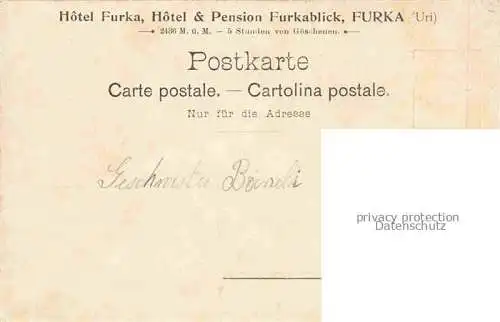 Hôtel Furka, Hôtel & Pension Furkablick, FURKA (Uri)
2436 M. ü. M. — 5 Stunden von Göschenen.
Postkarte
Carte postale. — Cartolina postale.
Nur für die Adresse
Geschwister
privacy protection
Datenschutz